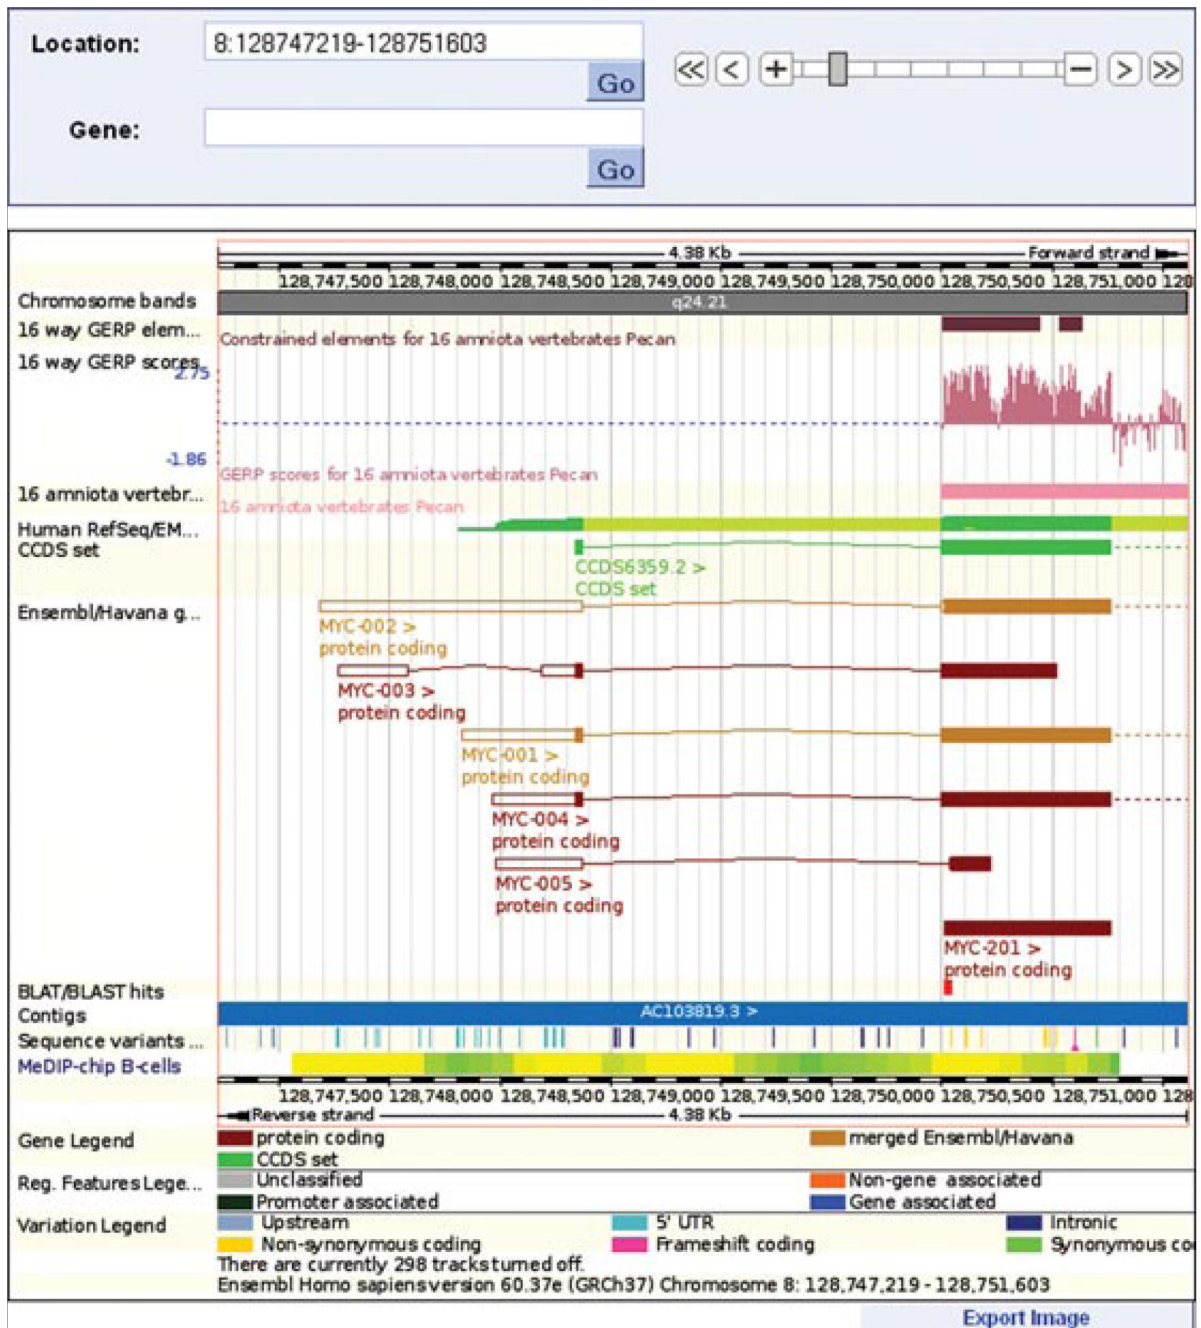 Location: 8:128747219-128751603
Go
Gene:
Go
4.38 Kb Forward strand
128,747,500 128,748,000 128,748,500 128,749,000 128,749,500 128,750,000 128,750,500 128,751,000 128
Chromosome bands q24.21
16 way GERP elem...
Constrained elements for 16 amniota vertebrates Pecan
16 way GERP scores
2.75
-1.86
GERP scores for 16 amniota vertebrates Pecan
16 amniota vertebr...
16 amniota vertebrates Pecan
Human RefSeq/EM...
CCDS set
CCDS6359.2 >
CCDS set
Ensembl/Havana g...
MYC-002 >
protein coding
MYC-003 >
protein coding
MYC-001 >
protein coding
MYC-004 >
protein coding
MYC-005 >
protein coding
MYC-201 >
protein coding
BLAT/BLAST hits
Contigs AC103819.3 >
Sequence variants ...
MeDIP-chip B-cells
128,747,500 128,748,000 128,748,500 128,749,000 128,749,500 128,750,000 128,750,500 128,751,000 128
Reverse strand 4.38 Kb
Gene Legend protein coding merged Ensembl/Havana
CCDS set
Reg. Features Lege... Unclassified Non-gene associated
Promoter associated Gene associated
Variation Legend Upstream 5' UTR Intronic
Non-synonymous coding Frameshift coding Synonymous co
There are currently 298 tracks turned off.
Ensembl Homo sapiens version 60.37e (GRCh37) Chromosome 8: 128,747,219 - 128,751,603
Export Image